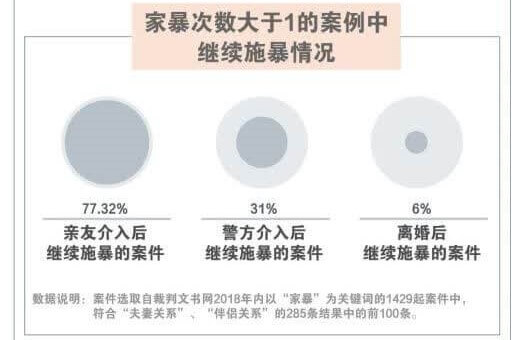 家暴次数大于1的案例中
继续施暴情况
77.32%
亲友介入后
继续施暴的案件
31%
警方介入后
继续施暴的案件
6%
离婚后
继续施暴的案件
数据说明：案件选取自裁判文书网2018年内以“家暴”为关键词的1429起案件中，
符合“夫妻关系”、“伴侣关系”的285条结果中的前100条。